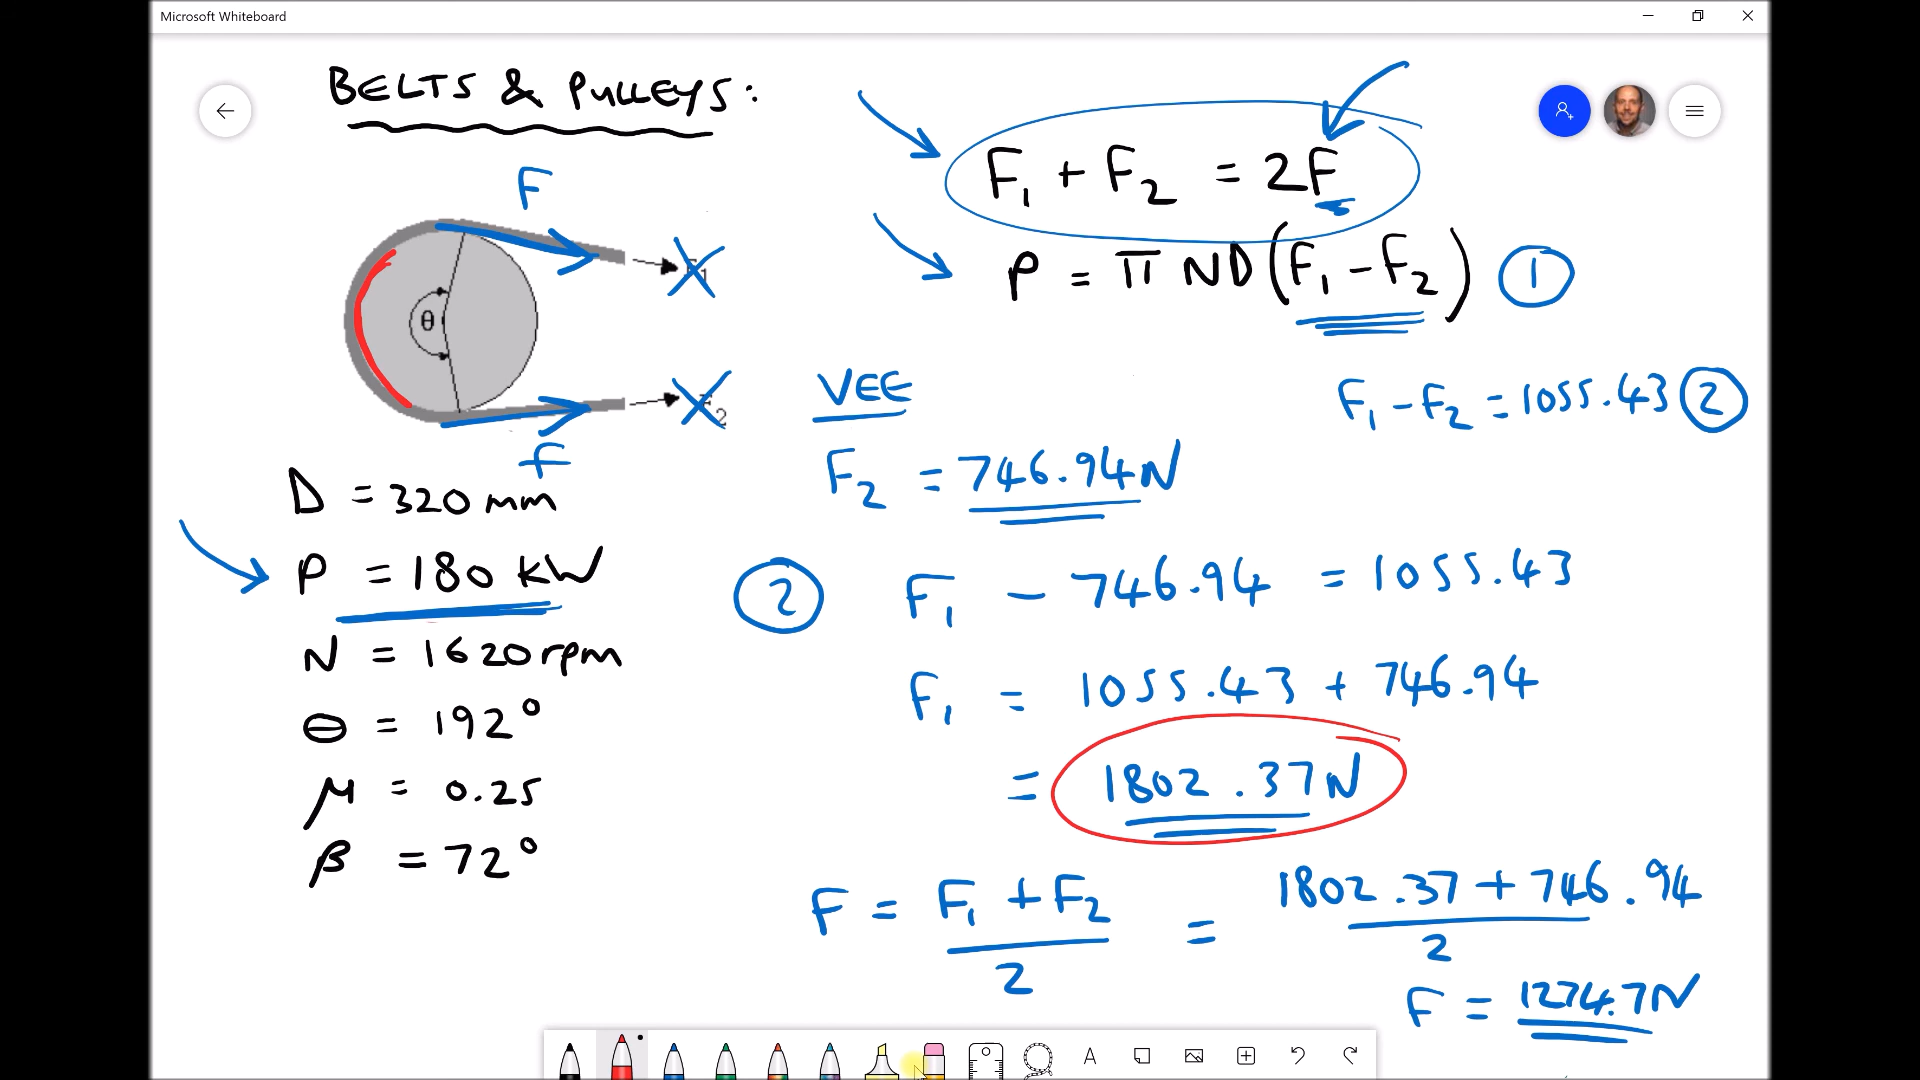 Microsoft Whiteboard
BELTS & PULLEYS:
F
θ
F
D = 320 mm
P = 180 kW
N = 1620 rpm
θ = 192°
μ = 0.25
β = 72°
F₁ + F₂ = 2F
P = π ND (F₁ - F₂) ①
F₁ - F₂ = 1055.43 ②
VEE
F₂ = 746.94N
② F₁ - 746.94 = 1055.43
F₁ = 1055.43 + 746.94
= 1802.37N
F = F₁ + F₂ / 2 = 1802.37 + 746.94 / 2
F = 1274.7N
A